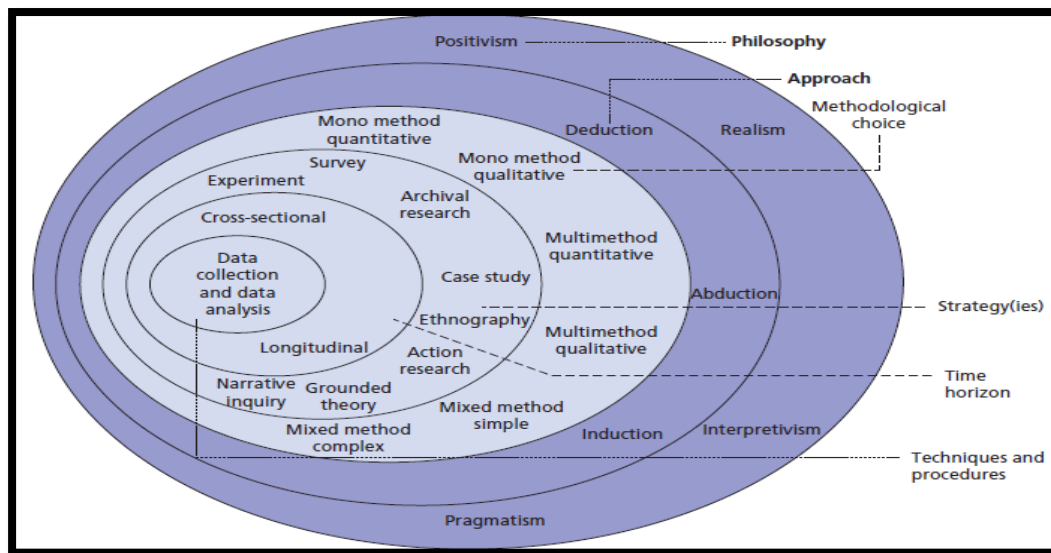 Positivism
Philosophy
Approach
Methodological
choice
Mono method
quantitative
Deduction
Realism
Survey
Mono method
qualitative
Experiment
Archival
research
Cross-sectional
Data
collection
and data
analysis
Multimethod
quantitative
Case study
Abduction
Strategy(ies)
Ethnography
Multimethod
qualitative
Longitudinal
Action
research
Time
horizon
Narrative
inquiry
Grounded
theory
Mixed method
simple
Mixed method
complex
Induction
Interpretivism
Techniques and
procedures
Pragmatism